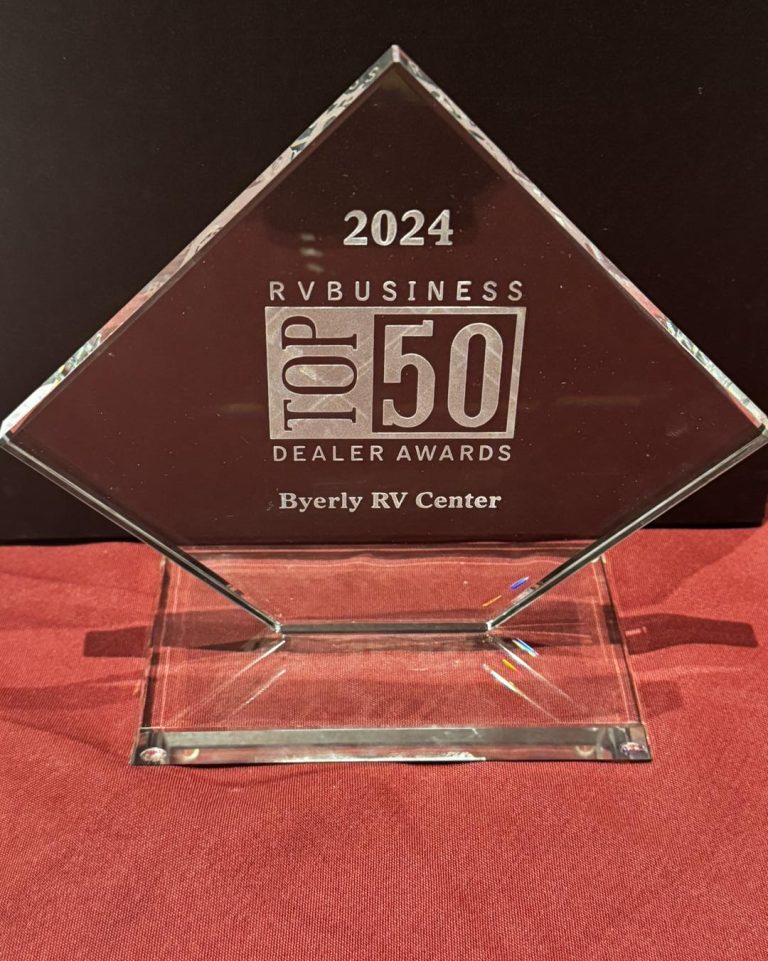 2024
RVBUSINESS
TOP 50
DEALER AWARDS
Byerly RV Center